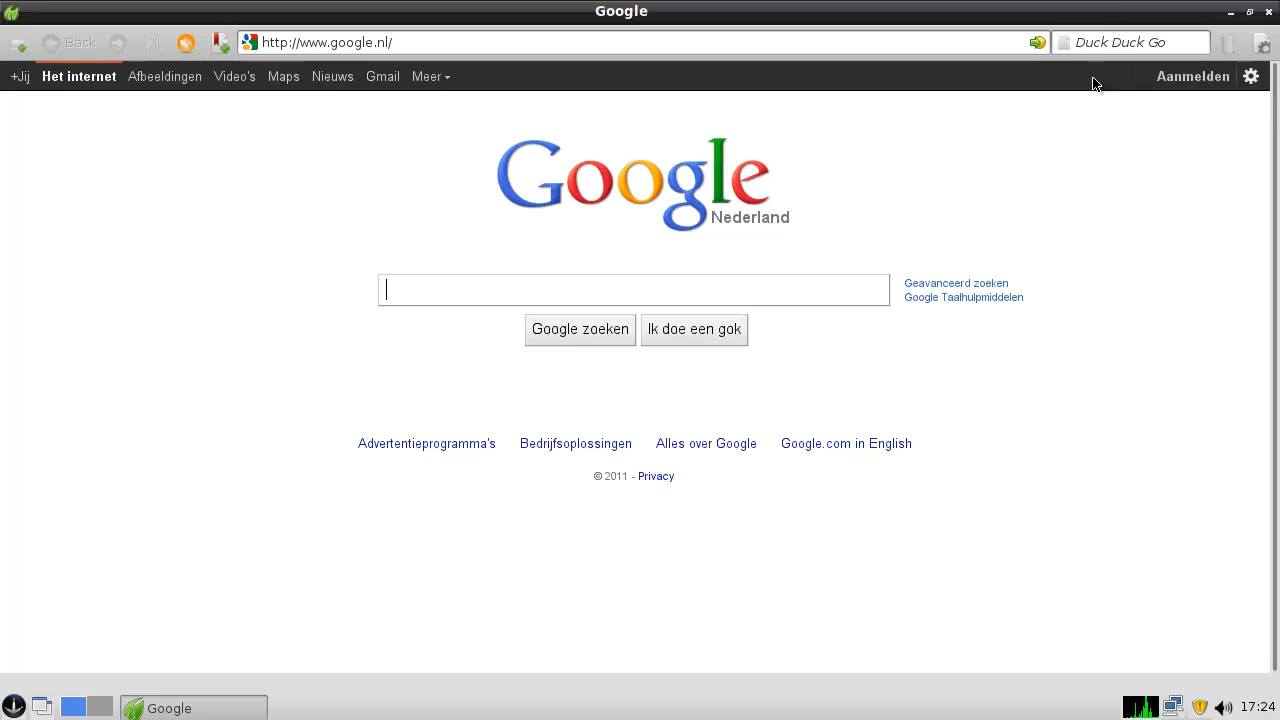 Google
Back
http://www.google.nl/
Duck Duck Go
+Jij Het internet Afbeeldingen Video's Maps Nieuws Gmail Meer
Aanmelden
Google
Nederland
Geavanceerd zoeken
Google Taalhulpmiddelen
Google zoeken
Ik doe een gok
Advertentieprogramma's Bedrijfsoplossingen Alles over Google Google.com in English
© 2011 - Privacy
Google
17:24